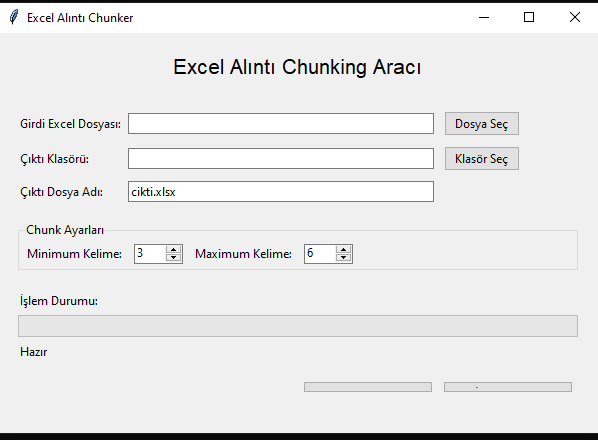 Excel Alıntı Chunker
Excel Alıntı Chunking Aracı
Girdi Excel Dosyası: Dosya Seç
Çıktı Klasörü: Klasör Seç
Çıktı Dosya Adı: cikti.xlsx
Chunk Ayarları
Minimum Kelime: 3 Maximum Kelime: 6
İşlem Durumu:
Hazır